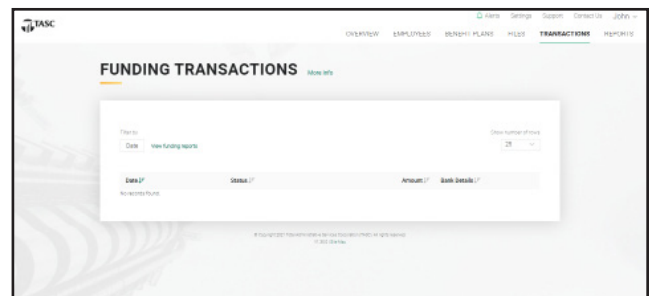 TASC
Alerts Settings Support Contact Us John
OVERVIEW EMPLOYEES BENEFIT PLANS FILES TRANSACTIONS REPORTS
FUNDING TRANSACTIONS More Info
Filter by
Show number of rows
Date View funding reports
25
Date Status Amount Bank Details
No records found